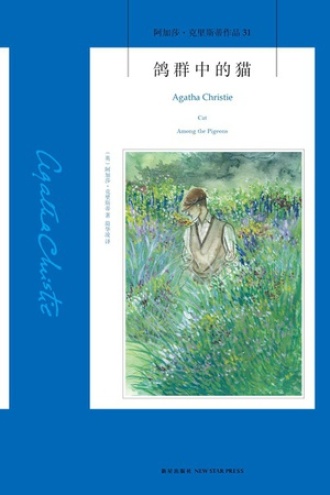 阿加莎·克里斯蒂作品 31
鸽群中的猫
Agatha Christie
Cat
Among the Pigeons
（英）阿加莎·克里斯蒂 著
译
Agatha Christie
新星出版社 NEW STAR PRESS